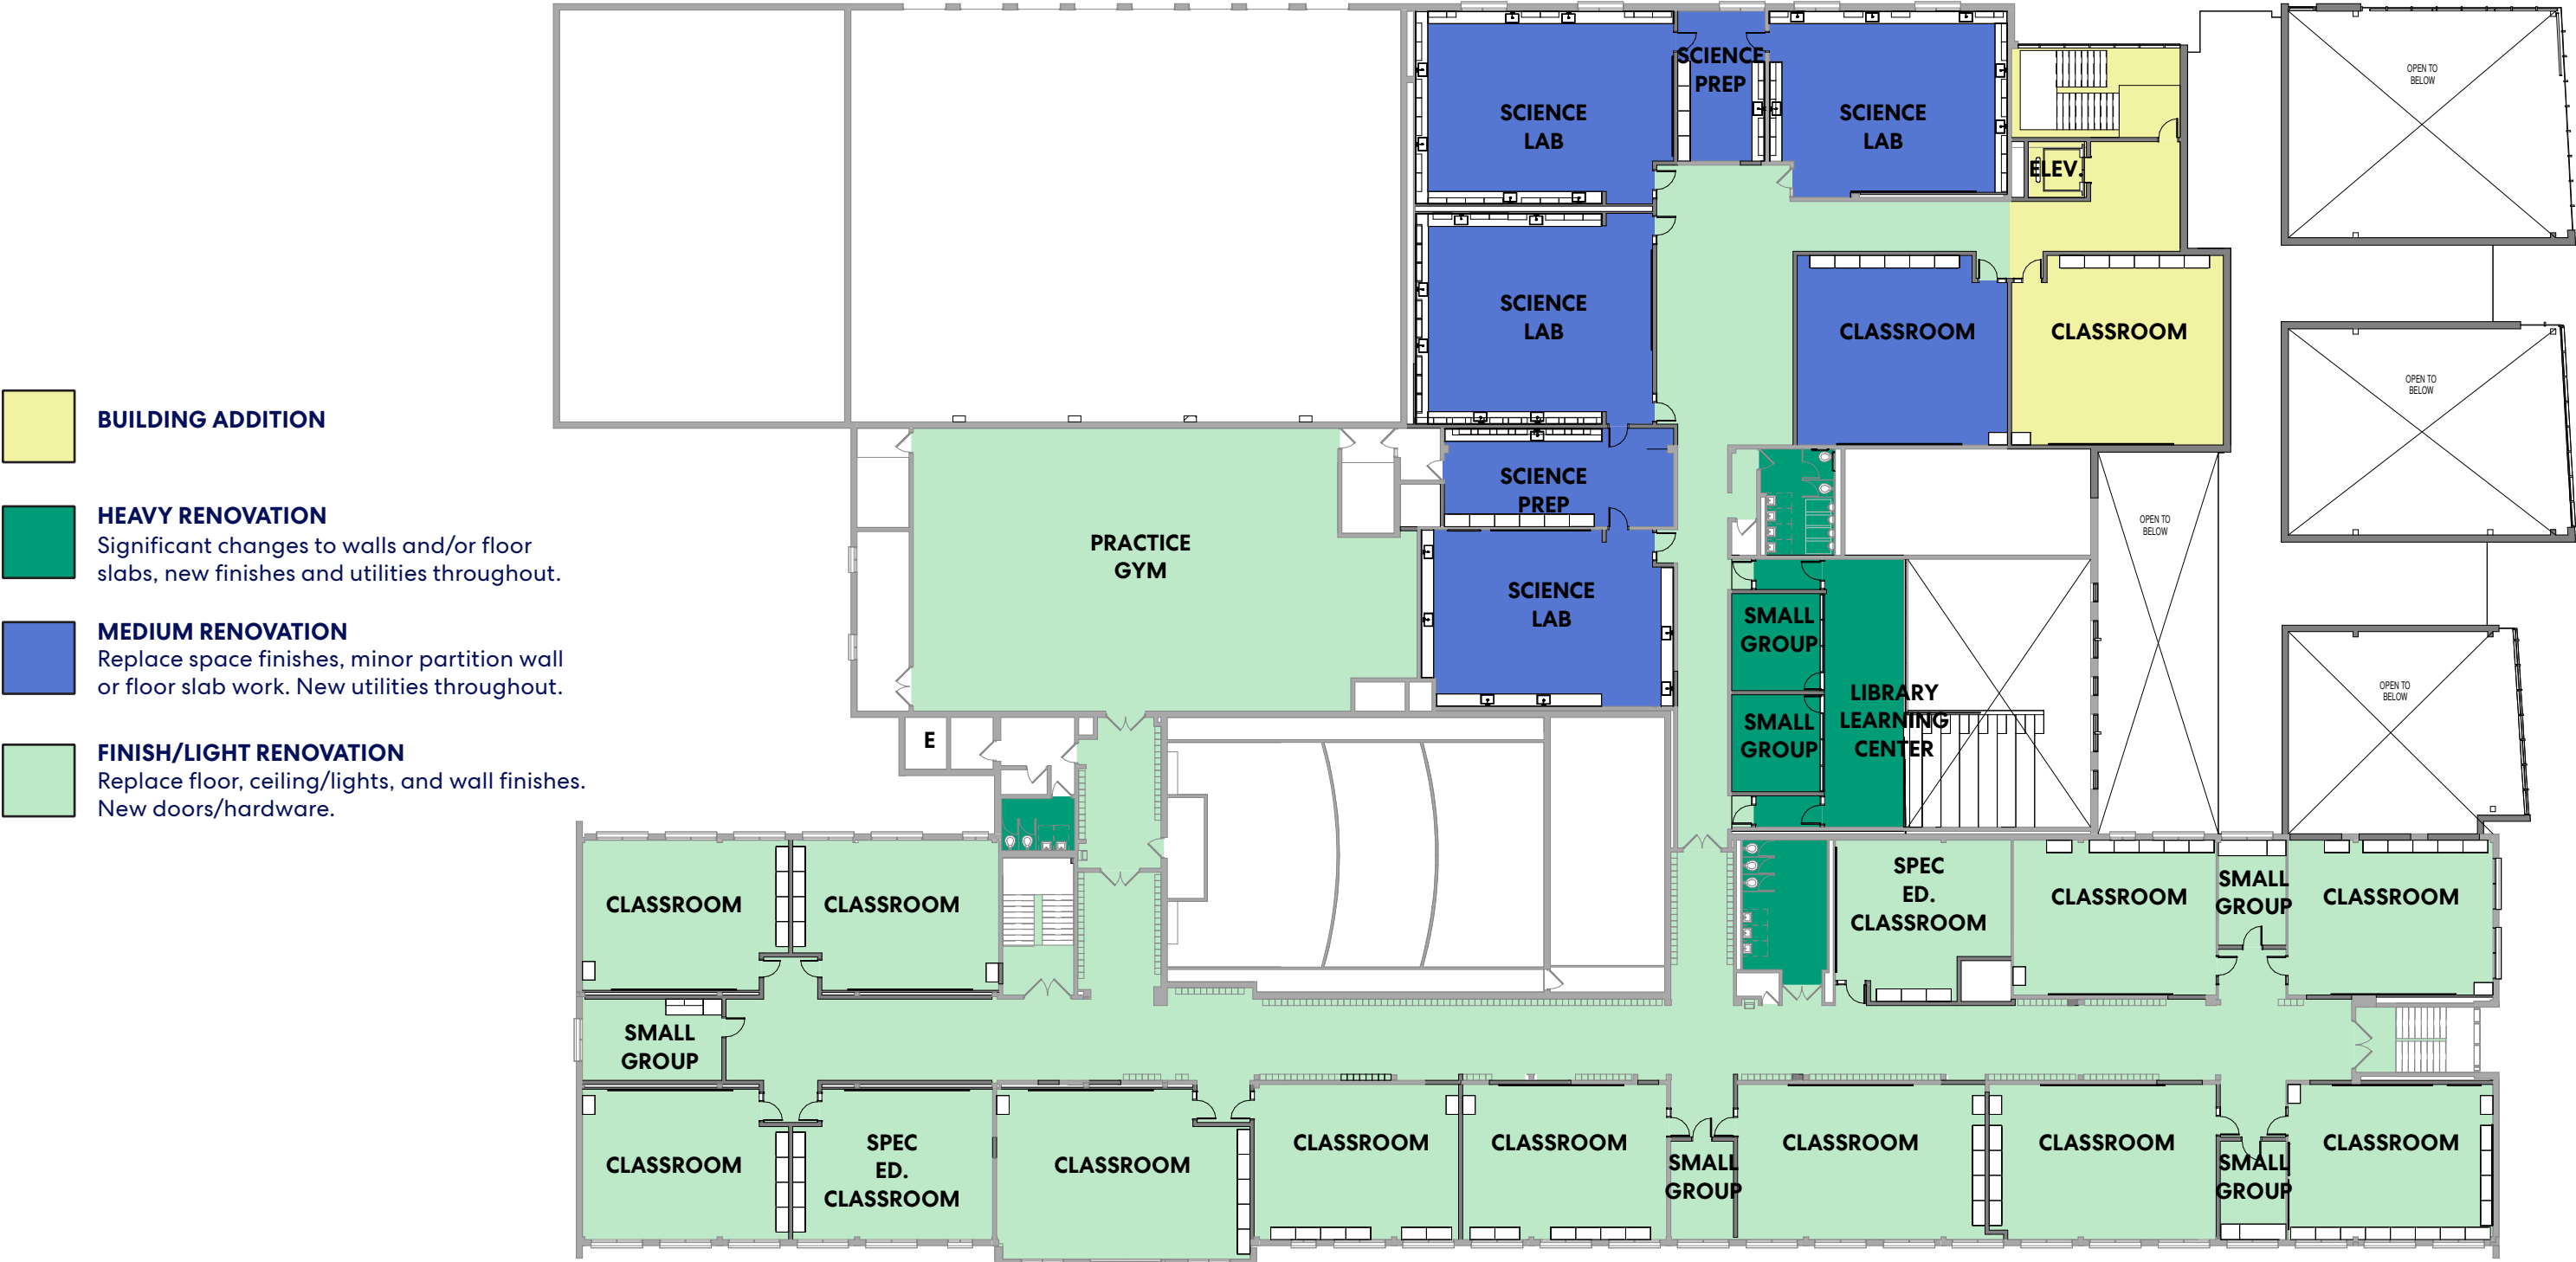 BUILDING ADDITION
HEAVY RENOVATION
Significant changes to walls and/or floor
slabs, new finishes and utilities throughout.
MEDIUM RENOVATION
Replace space finishes, minor partition wall
or floor slab work. New utilities throughout.
FINISH/LIGHT RENOVATION
Replace floor, ceiling/lights, and wall finishes.
New doors/hardware.
SCIENCE
LAB
SCIENCE
PREP
SCIENCE
LAB
ELEV.
OPEN TO
BELOW
SCIENCE
LAB
CLASSROOM
CLASSROOM
OPEN TO
BELOW
PRACTICE
GYM
SCIENCE
PREP
OPEN TO
BELOW
SCIENCE
LAB
SMALL
GROUP
SMALL
GROUP
LIBRARY
LEARNING
CENTER
OPEN TO
BELOW
E
CLASSROOM
CLASSROOM
SPEC
ED.
CLASSROOM
CLASSROOM
SMALL
GROUP
CLASSROOM
SMALL
GROUP
CLASSROOM
SPEC
ED.
CLASSROOM
CLASSROOM
CLASSROOM
CLASSROOM
SMALL
GROUP
CLASSROOM
CLASSROOM
SMALL
GROUP
CLASSROOM